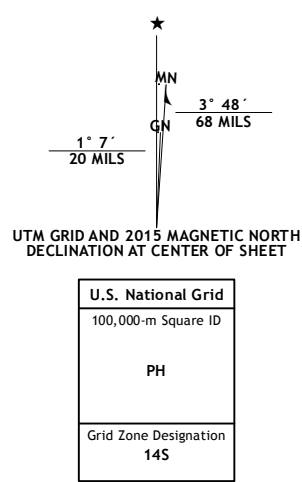 ★
MN
3° 48´
68 MILS
GN
1° 7´
20 MILS
UTM GRID AND 2015 MAGNETIC NORTH
DECLINATION AT CENTER OF SHEET
U.S. National Grid
100,000-m Square ID
PH
Grid Zone Designation
14S